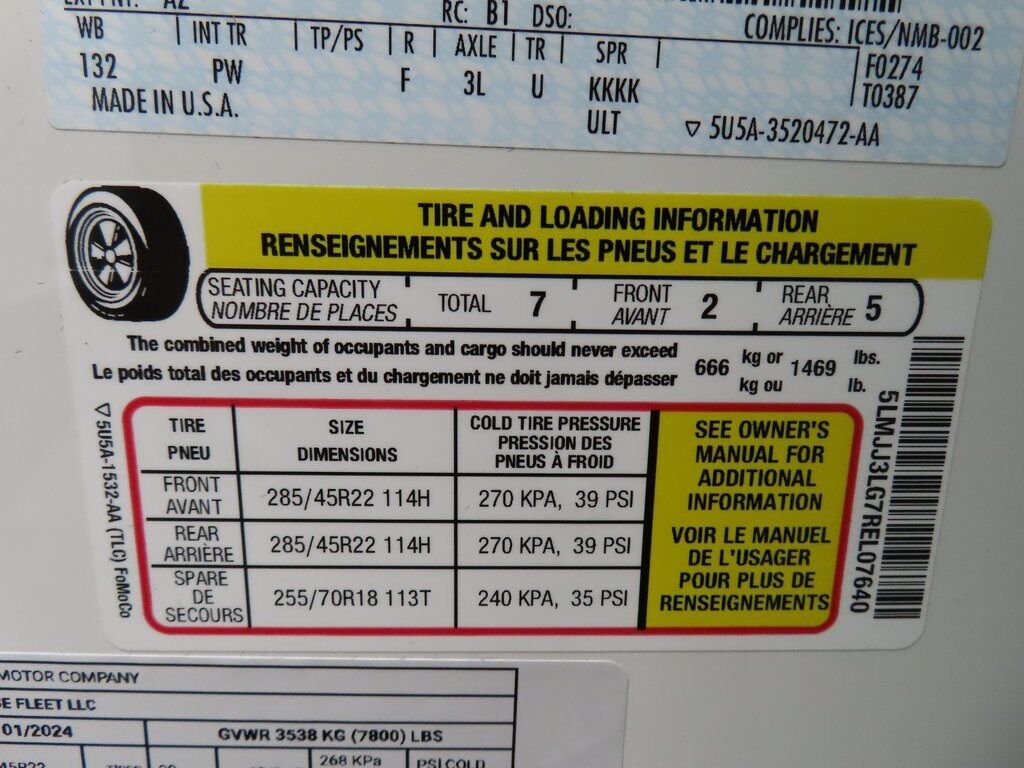 RC: B1 DSO:
COMPLIES: ICES/NMB-002
WB | INT TR | TP/PS | R | AXLE | TR | SPR |
132 PW F 3L U KKKK
F0274
T0387
MADE IN U.S.A.
ULT ▽ 5U5A-3520472-AA
TIRE AND LOADING INFORMATION
RENSEIGNEMENTS SUR LES PNEUS ET LE CHARGEMENT
SEATING CAPACITY
NOMBRE DE PLACES
TOTAL 7
FRONT
AVANT
2
REAR
ARRIÈRE
5
The combined weight of occupants and cargo should never exceed
Le poids total des occupants et du chargement ne doit jamais dépasser
666 kg or 1469 lbs.
kg ou lb.
TIRE
PNEU
SIZE
DIMENSIONS
COLD TIRE PRESSURE
PRESSION DES
PNEUS À FROID
FRONT
AVANT
285/45R22 114H
270 KPA, 39 PSI
REAR
ARRIÈRE
285/45R22 114H
270 KPA, 39 PSI
SPARE
DE
SECOURS
255/70R18 113T
240 KPA, 35 PSI
SEE OWNER'S
MANUAL FOR
ADDITIONAL
INFORMATION
VOIR LE MANUEL
DE L'USAGER
POUR PLUS DE
RENSEIGNEMENTS
▽ 5U5A-1532-AA (TLC) FoMoCo
5LMJJ3LG7REL07640
MOTOR COMPANY
FLEET LLC
01/2024
GVWR 3538 KG (7800) LBS
268 KPa
PSI COLD